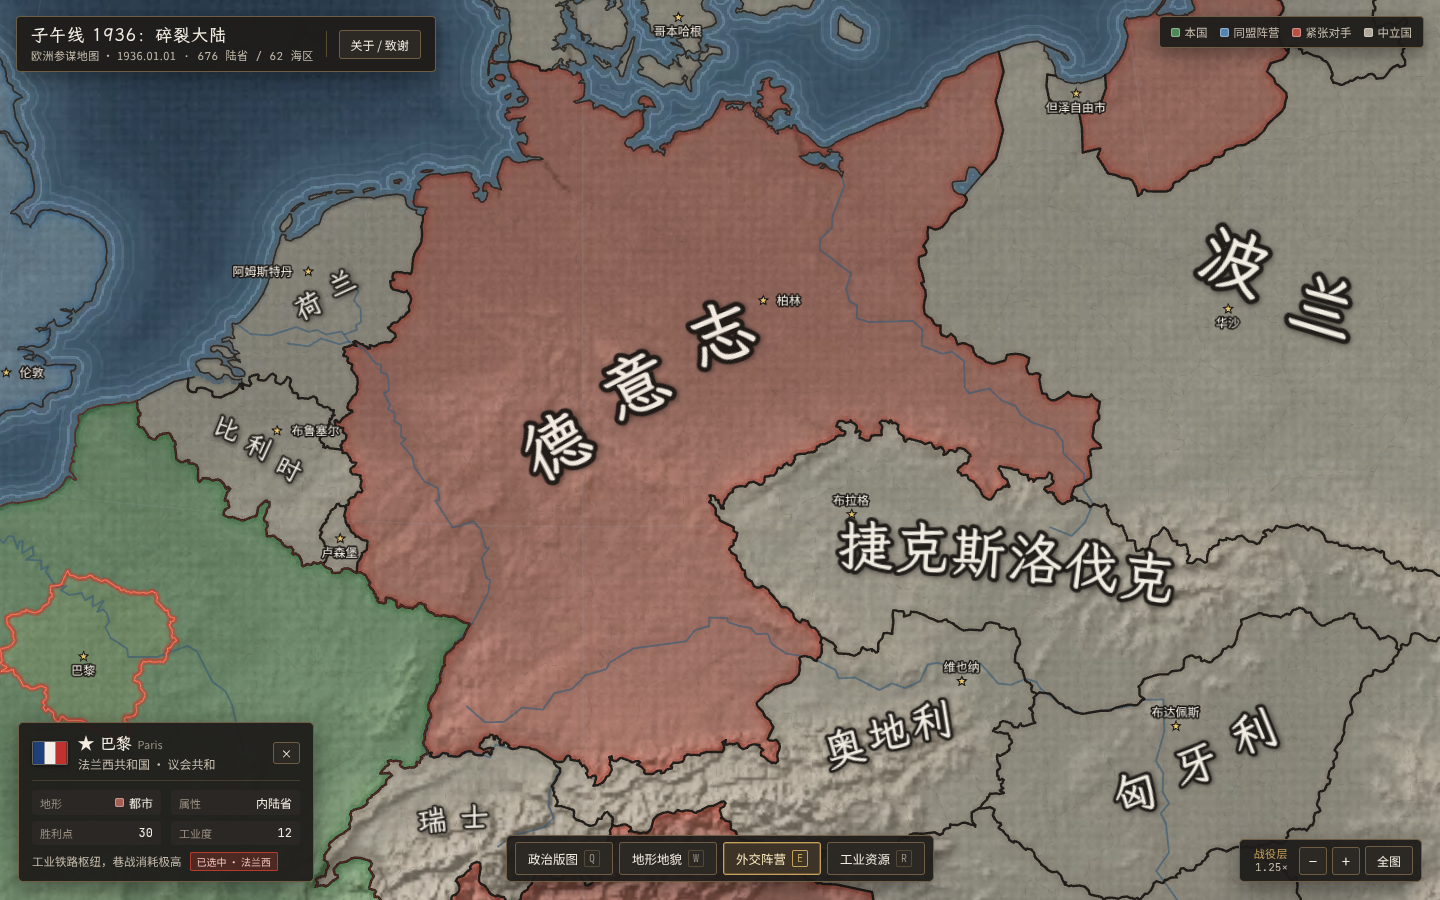 子午线 1936：碎裂大陆
欧洲参谋地图 · 1936.01.01 · 676 陆省 / 62 海区
关于 / 致谢
本国
同盟阵营
紧张对手
中立国
哥本哈根
但泽自由市
阿姆斯特丹
荷兰
柏林
波兰
华沙
伦敦
德意志
比利时
布鲁塞尔
卢森堡
布拉格
捷克斯洛伐克
巴黎
维也纳
奥地利
布达佩斯
匈牙利
瑞士
★ 巴黎 Paris
法兰西共和国 · 议会共和
×
地形 都市
属性 内陆省
胜利点 30
工业度 12
工业铁路枢纽，巷战消耗极高
已选中 · 法兰西
政治版图 Q
地形地貌 W
外交阵营 E
工业资源 R
战役层
1.25×
−
+
全图